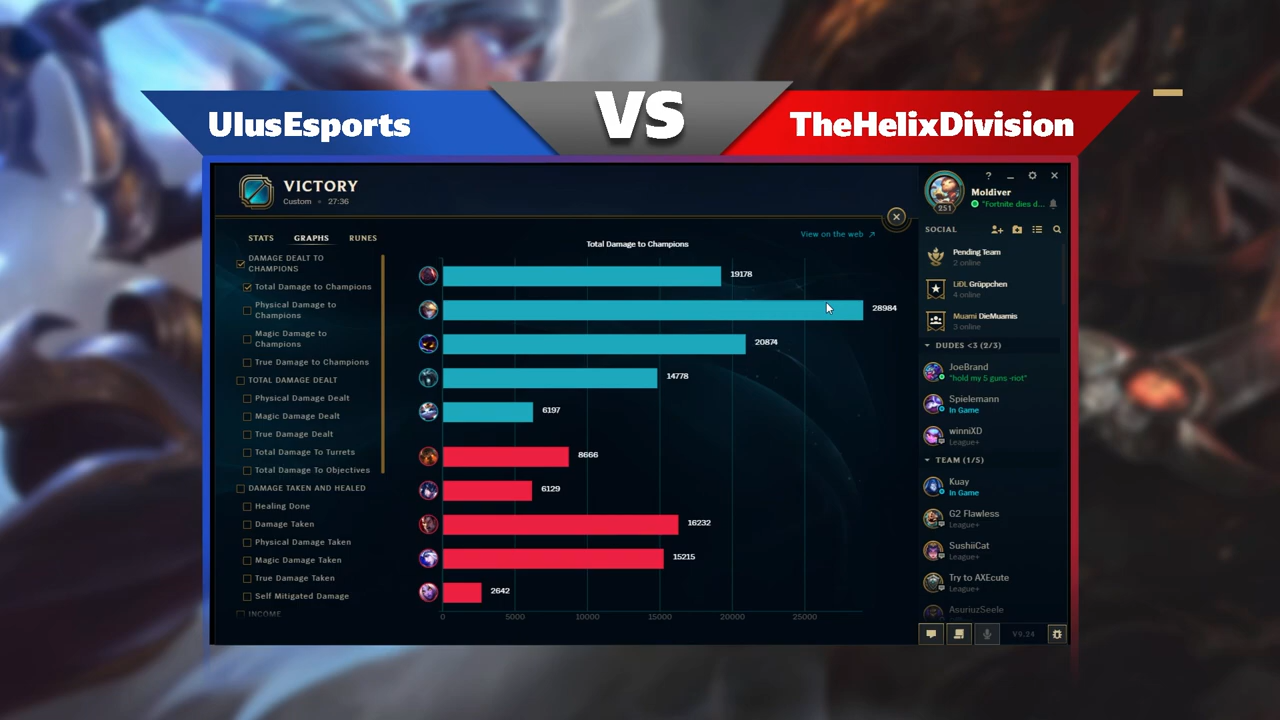 UlusEsports
VS
TheHelixDivision
VICTORY
Custom • 27:36
STATS
GRAPHS
RUNES
View on the web
DAMAGE DEALT TO
CHAMPIONS
Total Damage to Champions
Physical Damage to
Champions
Magic Damage to
Champions
True Damage to Champions
TOTAL DAMAGE DEALT
Physical Damage Dealt
Magic Damage Dealt
True Damage Dealt
Total Damage To Turrets
Total Damage To Objectives
DAMAGE TAKEN AND HEALED
Healing Done
Damage Taken
Physical Damage Taken
Magic Damage Taken
True Damage Taken
Self Mitigated Damage
INCOME
Total Damage to Champions
19178
28984
20874
14778
6197
8666
6129
16232
15215
2642
0
5000
10000
15000
20000
25000
251
Moldiver
"Fortnite dies d...
SOCIAL
Pending Team
2 online
LiDL Grüppchen
4 online
Muami DieMuamis
3 online
DUDES <3 (2/3)
JoeBrand
"hold my 5 guns -riot"
Spielemann
In Game
winniXD
League+
TEAM (1/5)
Kuay
In Game
G2 Flawless
League+
SushiiCat
League+
Try to AXEcute
League+
AsuriuzSeele
V9.24